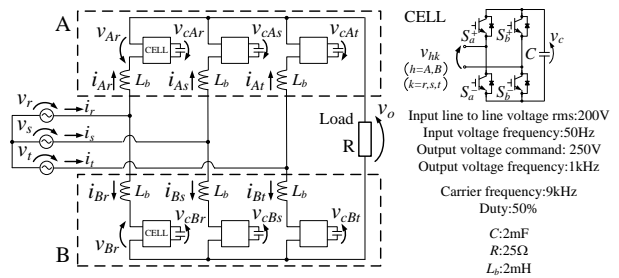 A
v_Ar
v_cAr
v_cAs
v_cAt
CELL
i_Ar
L_b
i_As
L_b
i_At
L_b
v_r
i_r
v_s
i_s
v_t
i_t
Load
R
v_o
i_Br
L_b
i_Bs
L_b
i_Bt
L_b
v_cBr
v_cBs
v_cBt
CELL
v_Br
B
CELL
S_a^+
S_b^+
v_hk
(h=A,B)
(k=r,s,t)
C
v_c
S_a^-
S_b^-
Input line to line voltage rms:200V
Input voltage frequency:50Hz
Output voltage command: 250V
Output voltage frequency:1kHz
Carrier frequency:9kHz
Duty:50%
C:2mF
R:25Ω
L_b:2mH